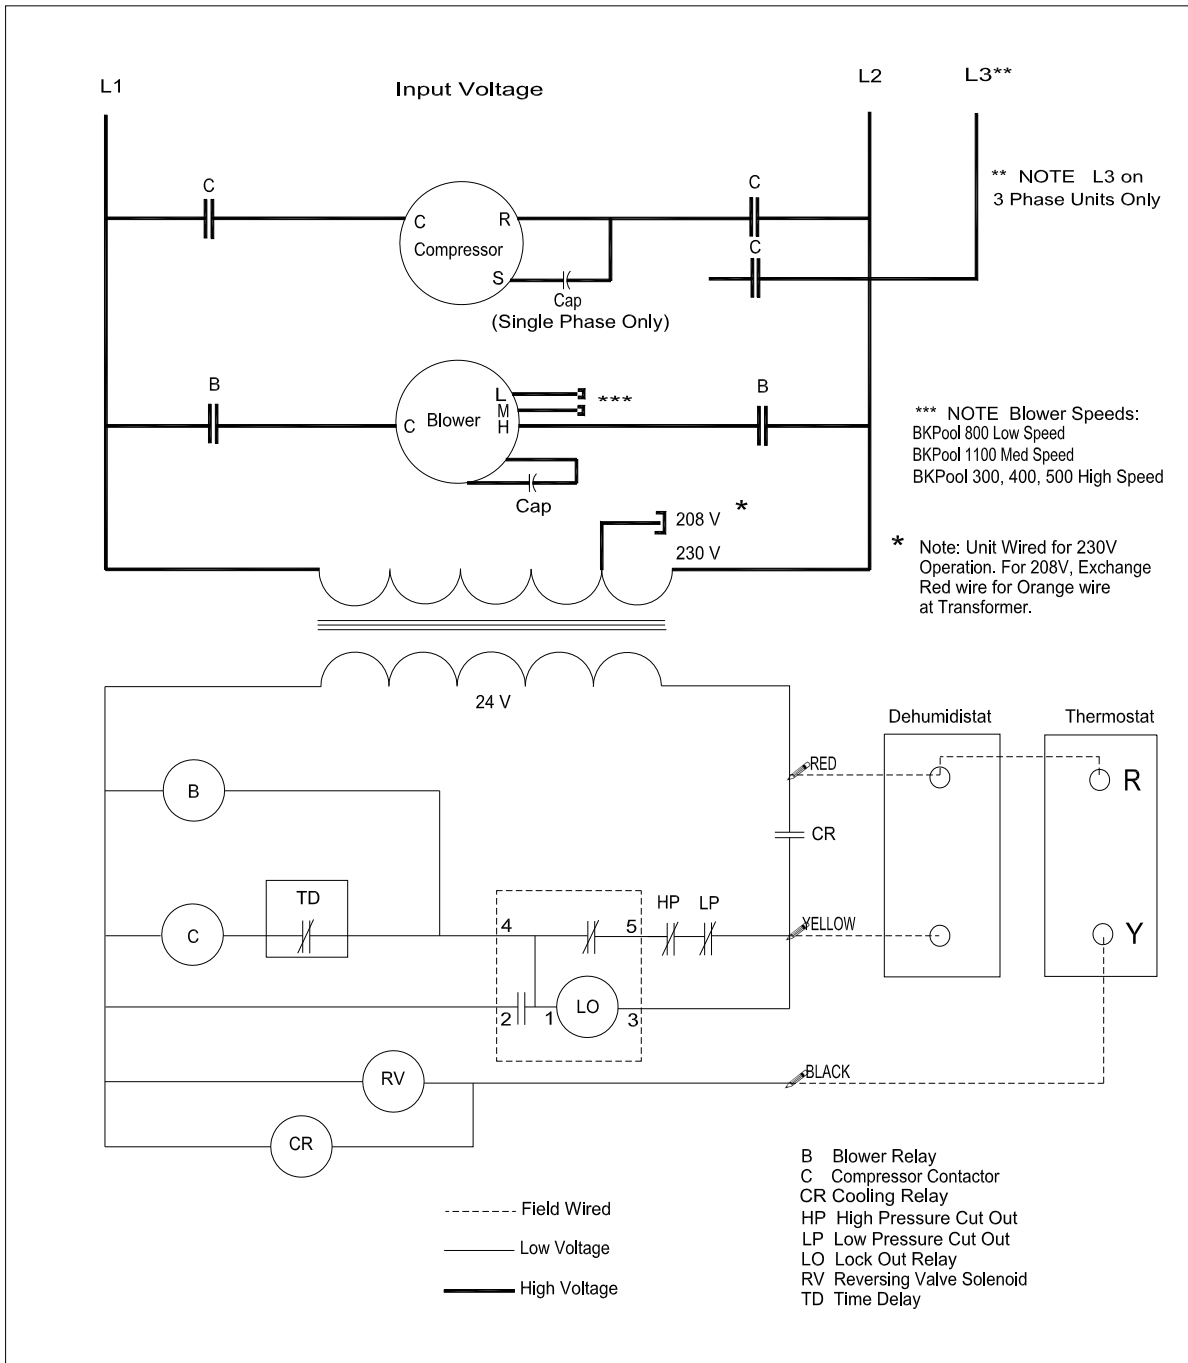 L1
Input Voltage
L2
L3**
** NOTE L3 on
3 Phase Units Only
C
C
C
C
R
Compressor
S
Cap
(Single Phase Only)
B
B
C
Blower
L
M
H
***
Cap
*** NOTE Blower Speeds:
BKPool 800 Low Speed
BKPool 1100 Med Speed
BKPool 300, 400, 500 High Speed
208 V *
230 V
* Note: Unit Wired for 230V
Operation. For 208V, Exchange
Red wire for Orange wire
at Transformer.
24 V
Dehumidistat
Thermostat
RED
R
B
CR
TD
HP
LP
C
4
5
YELLOW
Y
2
1
LO
3
RV
BLACK
CR
B Blower Relay
C Compressor Contactor
CR Cooling Relay
HP High Pressure Cut Out
LP Low Pressure Cut Out
LO Lock Out Relay
RV Reversing Valve Solenoid
TD Time Delay
Field Wired
Low Voltage
High Voltage